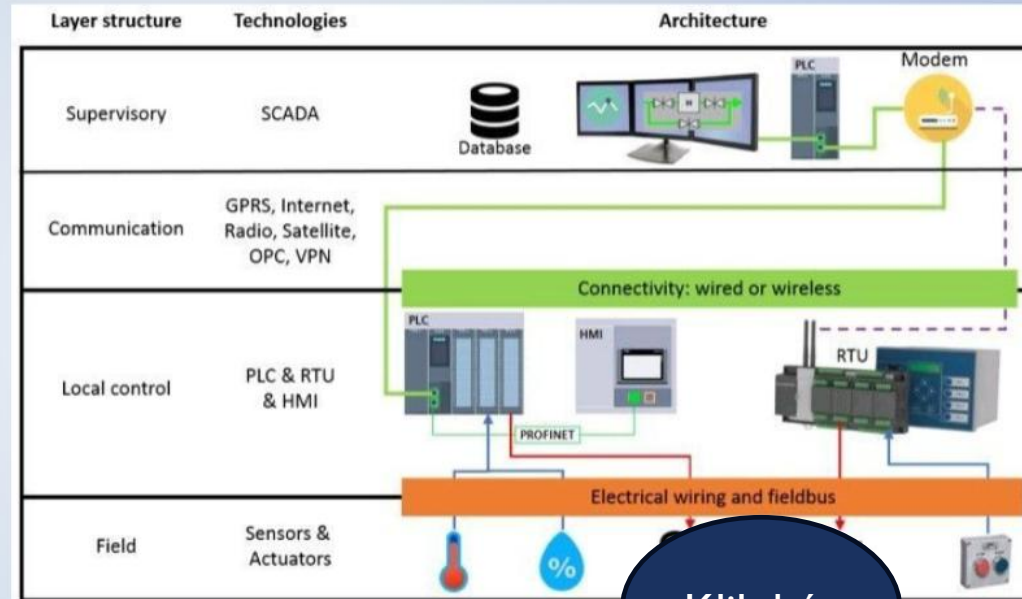 Layer structure
Technologies
Architecture
Supervisory
SCADA
Database
PLC
Modem
Communication
GPRS, Internet,
Radio, Satellite,
OPC, VPN
Connectivity: wired or wireless
Local control
PLC & RTU
& HMI
PLC
HMI
RTU
PROFINET
Electrical wiring and fieldbus
Field
Sensors &
Actuators
%